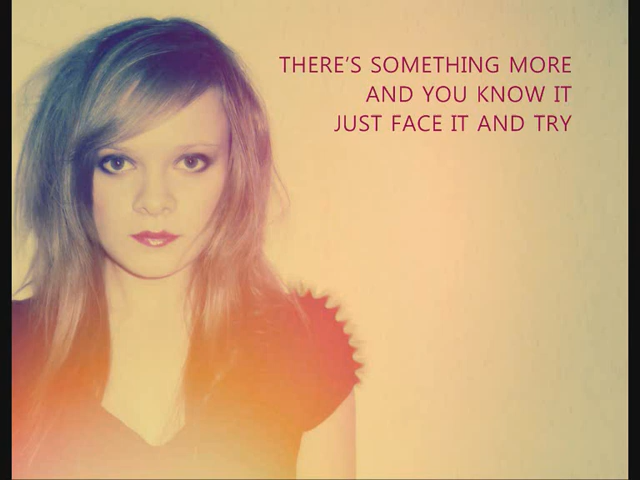 THERE'S SOMETHING MORE
AND YOU KNOW IT
JUST FACE IT AND TRY